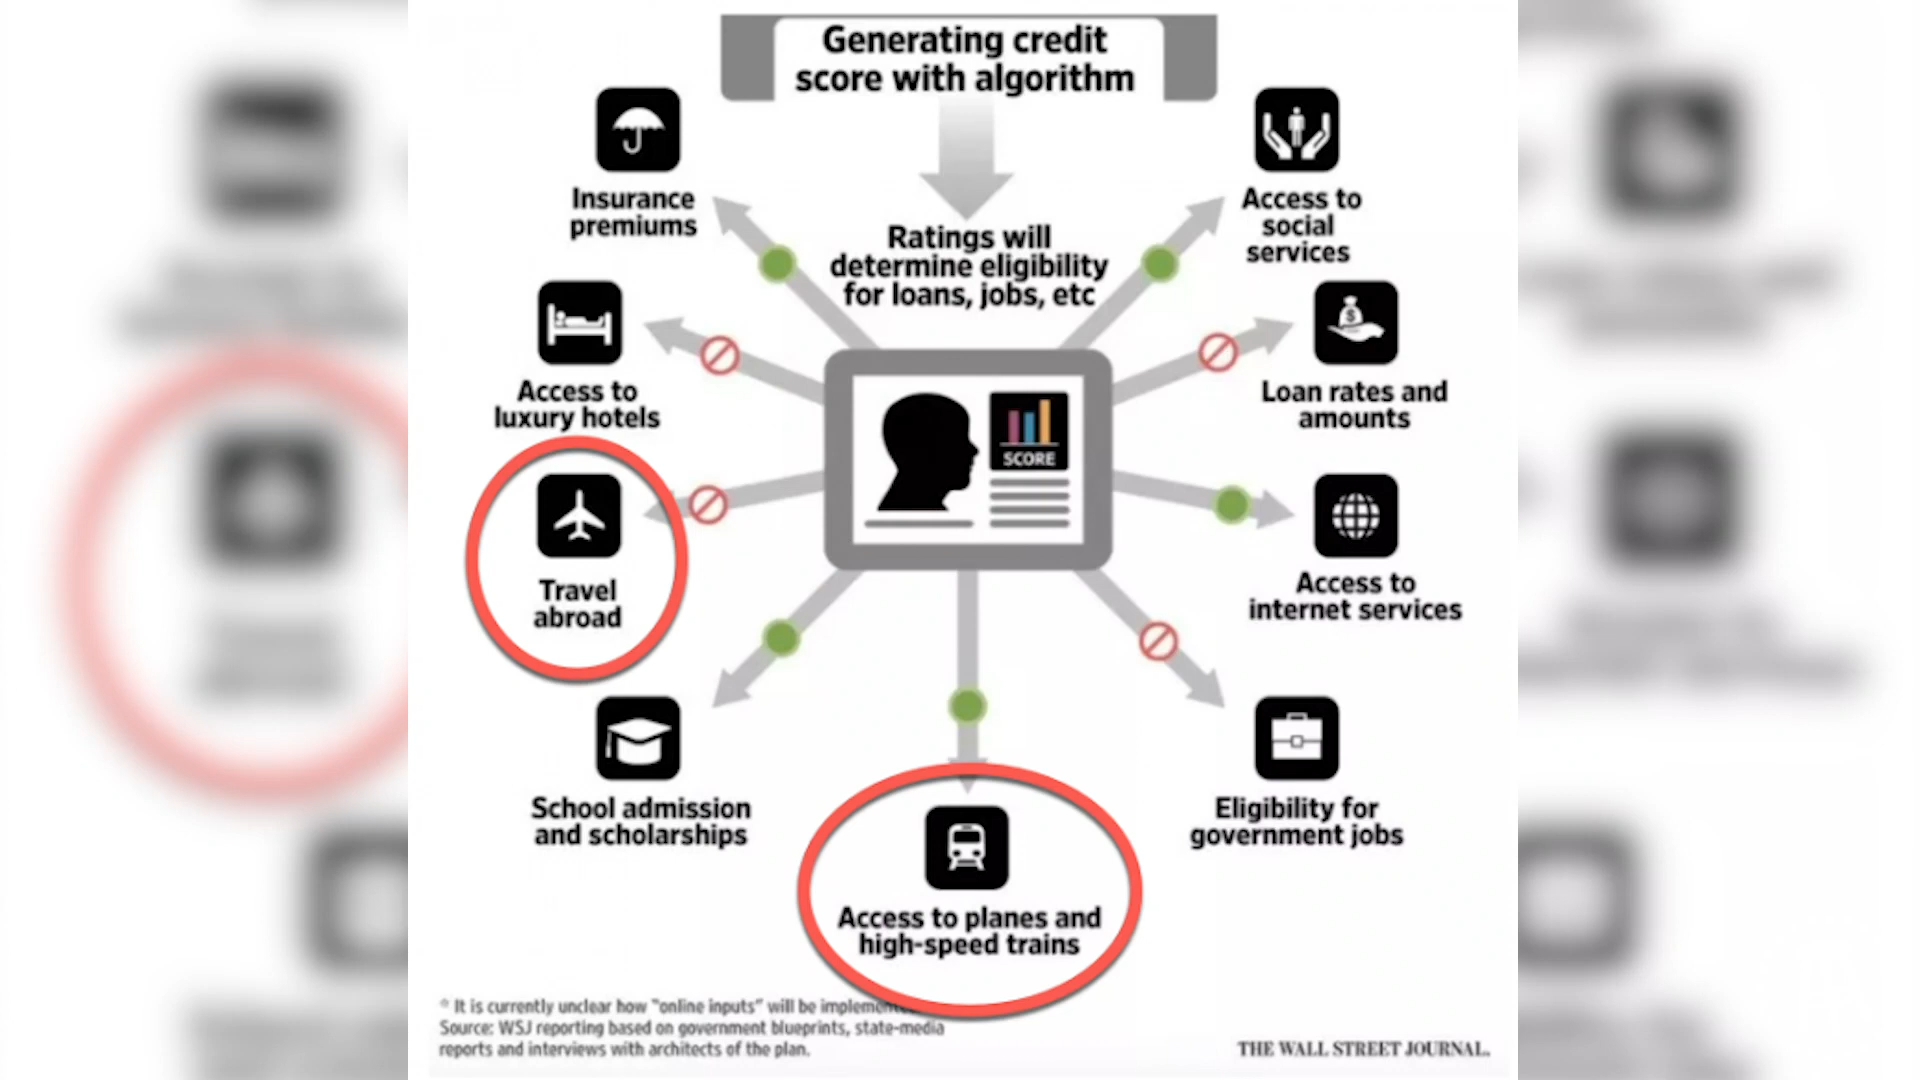 Generating credit
score with algorithm
Insurance
premiums
Ratings will
determine eligibility
for loans, jobs, etc
Access to
social
services
Access to
luxury hotels
Loan rates and
amounts
SCORE
Travel
abroad
Access to
internet services
School admission
and scholarships
Access to planes and
high-speed trains
Eligibility for
government jobs
* It is currently unclear how "online inputs" will be
Source: WSJ reporting based on government blueprints, state-media
reports and interviews with architects of the plan.
THE WALL STREET JOURNAL.